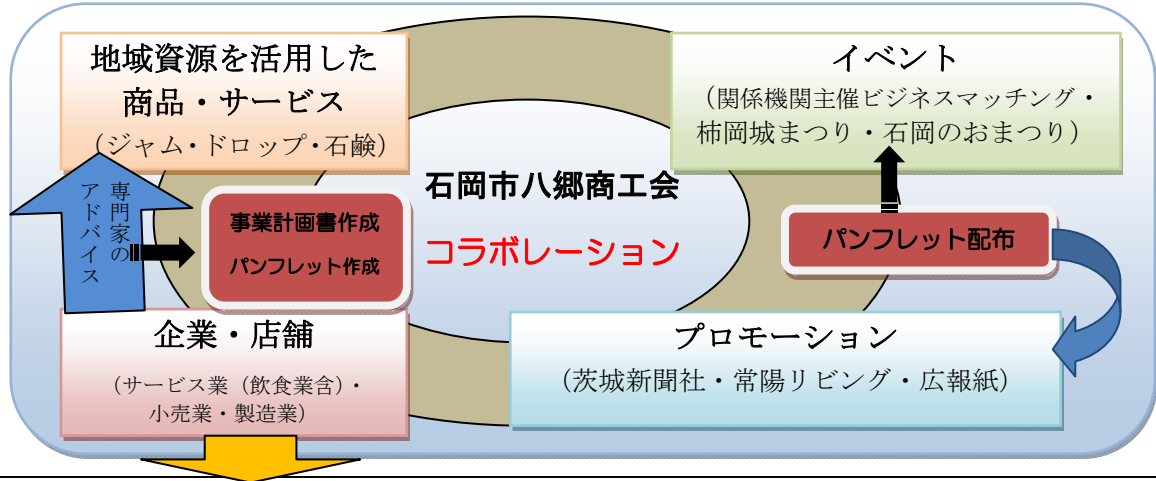 地域資源を活用した
商品・サービス
（ジャム・ドロップ・石鹸）
イベント
（関係機関主催ビジネスマッチング・
柿岡城まつり・石岡のおまつり）
石岡市八郷商工会
コラボレーション
専門家の
アドバイス
事業計画書作成
パンフレット作成
パンフレット配布
企業・店舗
（サービス業（飲食業含）・
小売業・製造業）
プロモーション
（茨城新聞社・常陽リビング・広報紙）